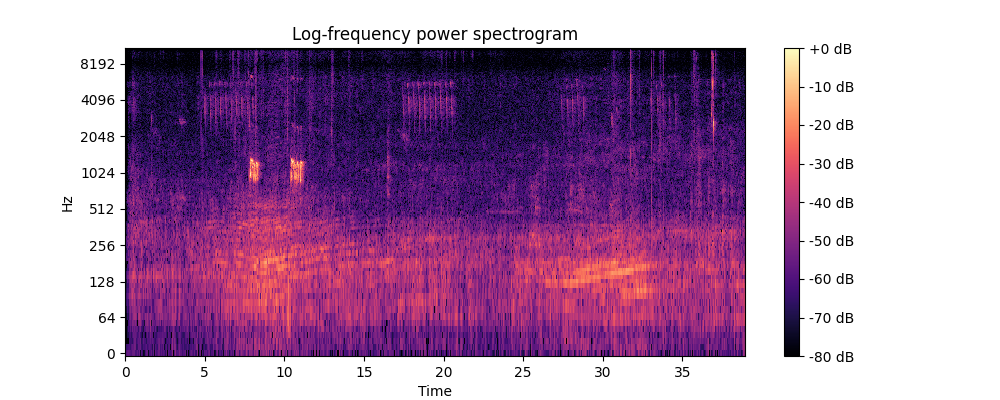 Log-frequency power spectrogram
Hz
8192
4096
2048
1024
512
256
128
64
0
0 5 10 15 20 25 30 35
Time
+0 dB
-10 dB
-20 dB
-30 dB
-40 dB
-50 dB
-60 dB
-70 dB
-80 dB